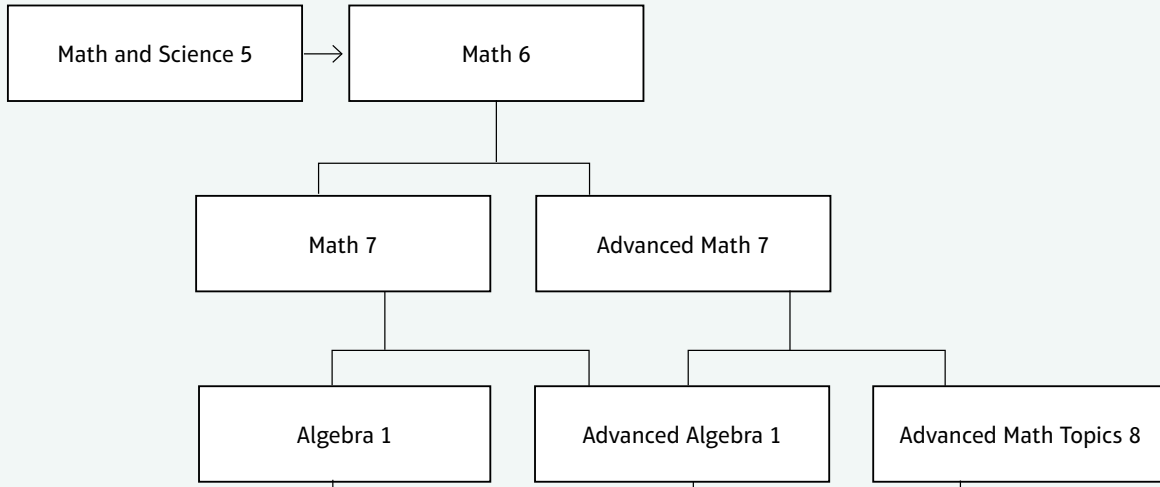 Math and Science 5
Math 6
Math 7
Advanced Math 7
Algebra 1
Advanced Algebra 1
Advanced Math Topics 8